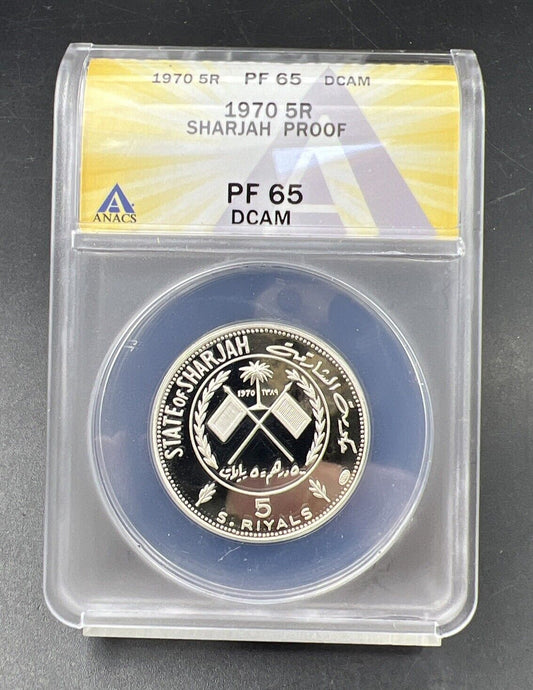 1970 5R PF 65 DCAM
1970 5R
SHARJAH PROOF
PF 65
DCAM
ANACS
STATE OF SHARJAH
1970 ١٣٨٩
5
S. RIYALS